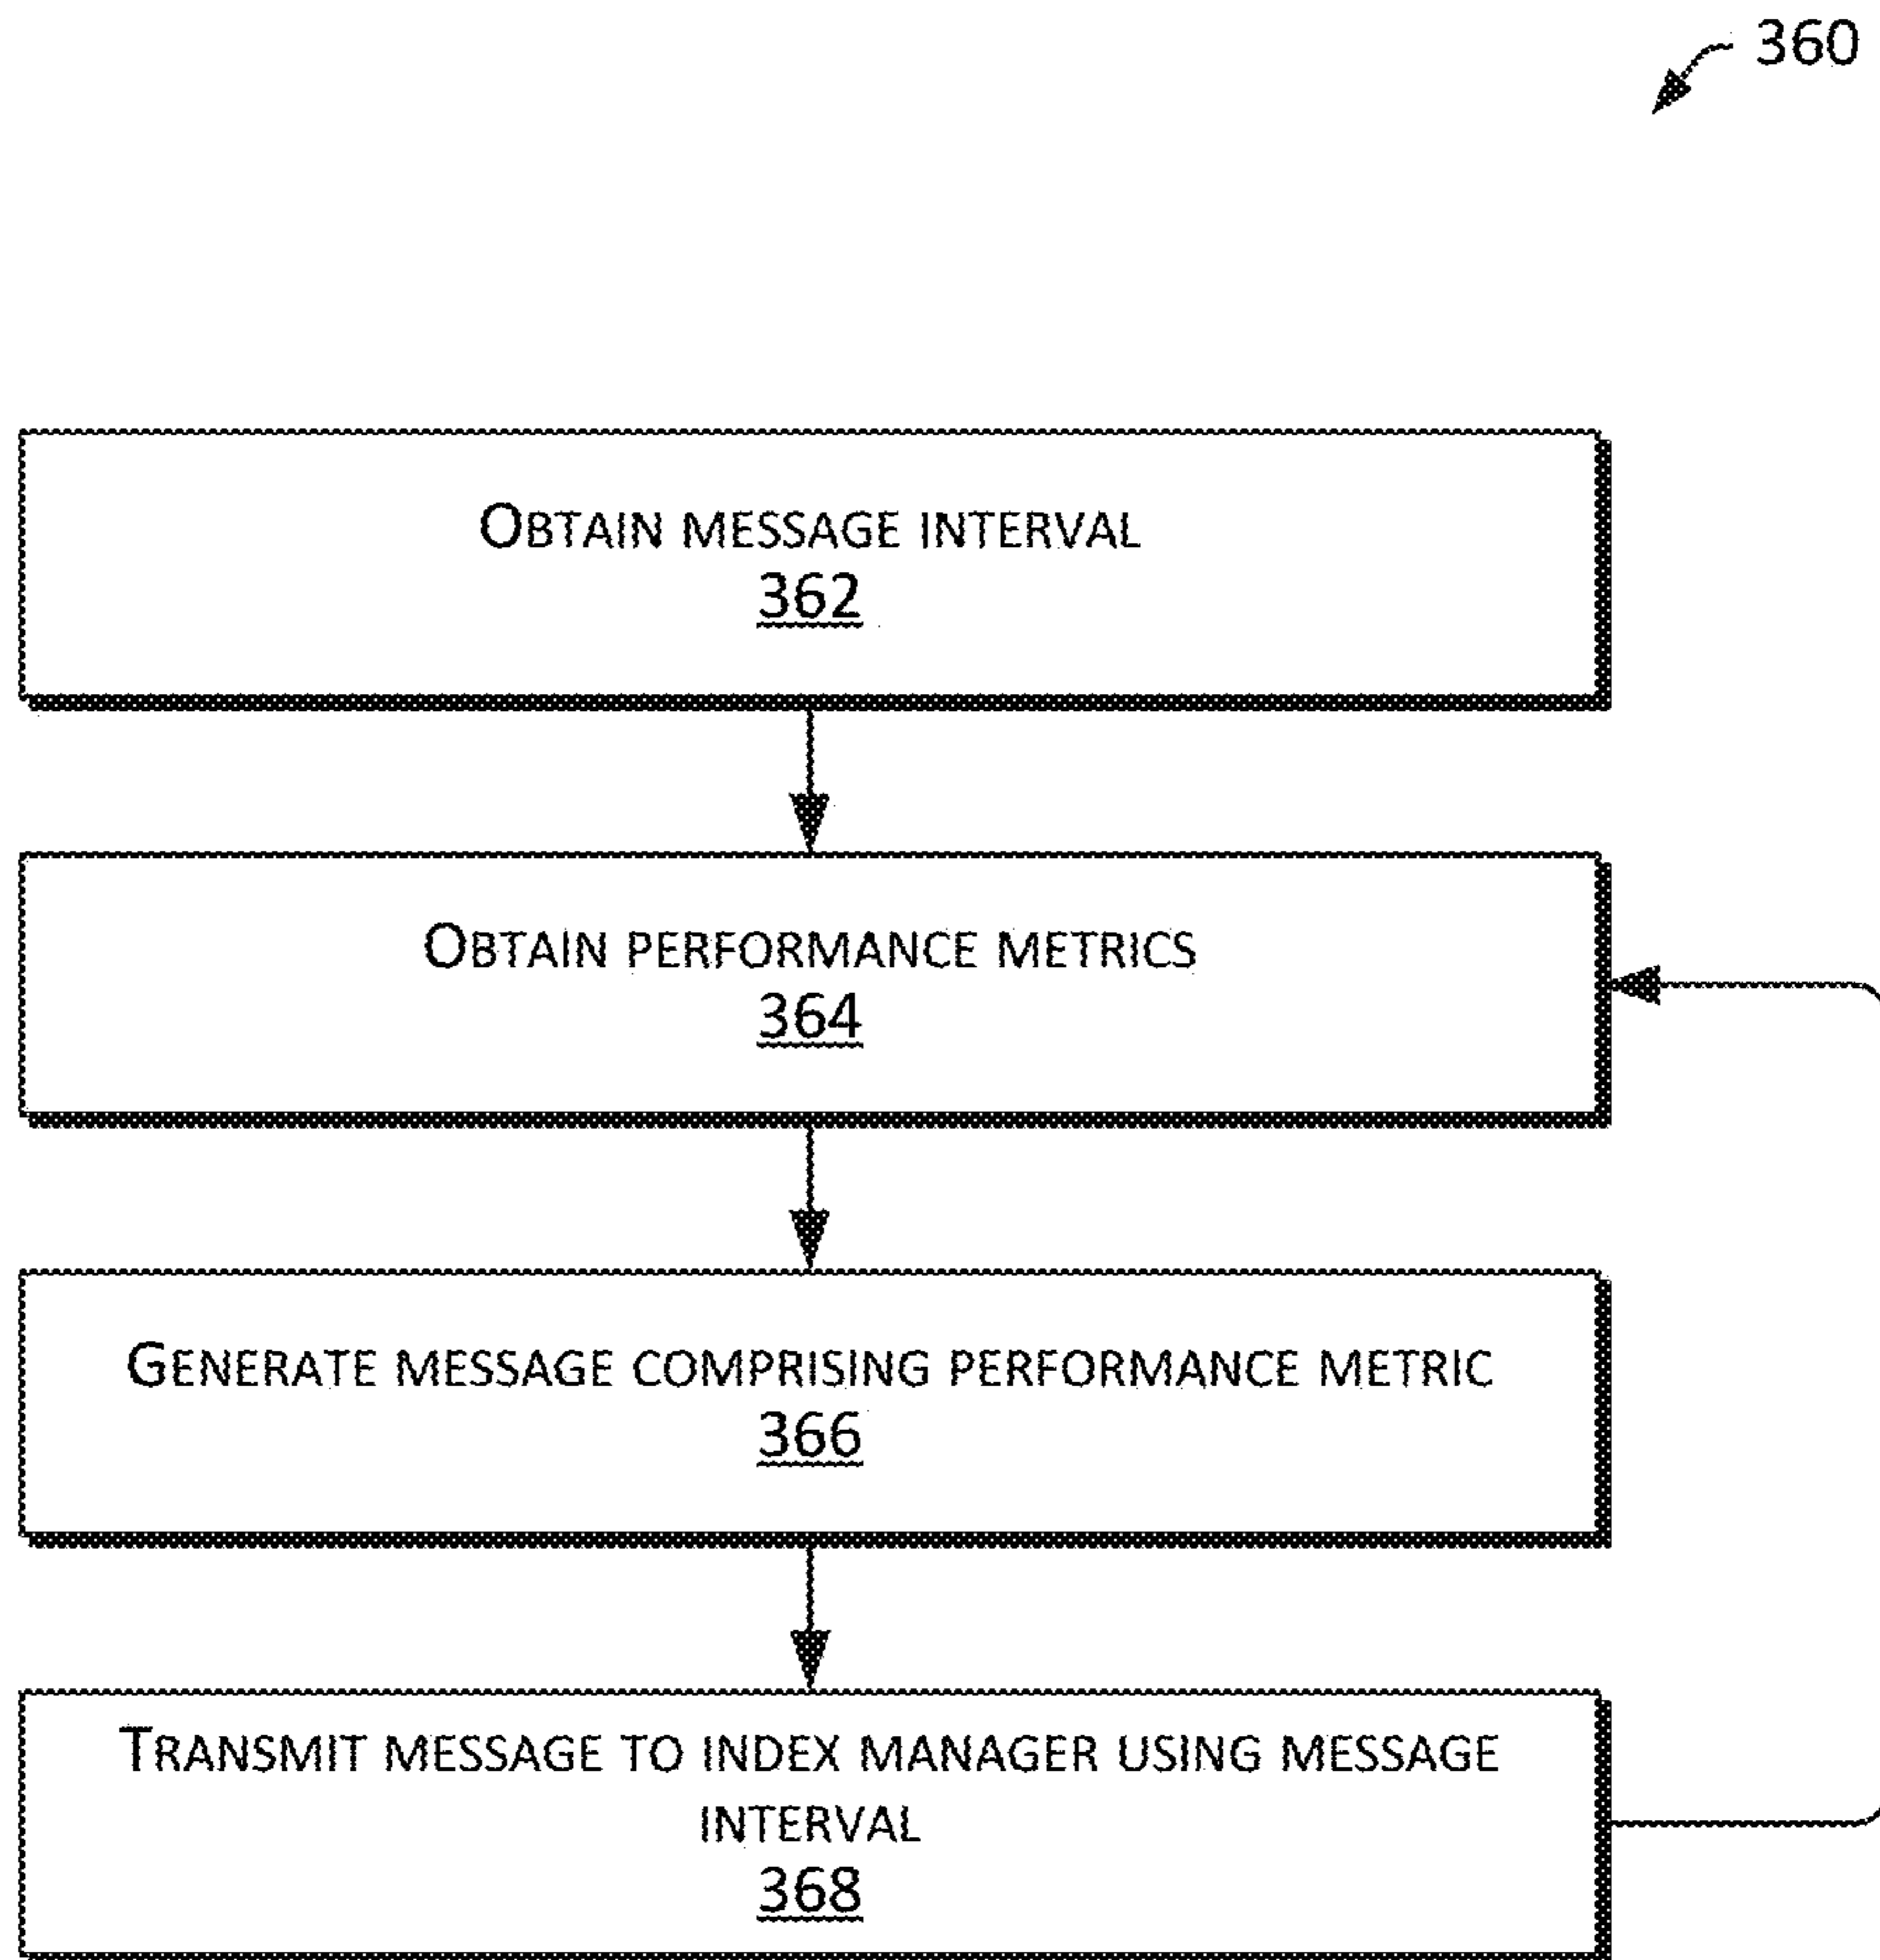 360
OBTAIN MESSAGE INTERVAL
362
OBTAIN PERFORMANCE METRICS
364
GENERATE MESSAGE COMPRISING PERFORMANCE METRIC
366
TRANSMIT MESSAGE TO INDEX MANAGER USING MESSAGE
INTERVAL
368